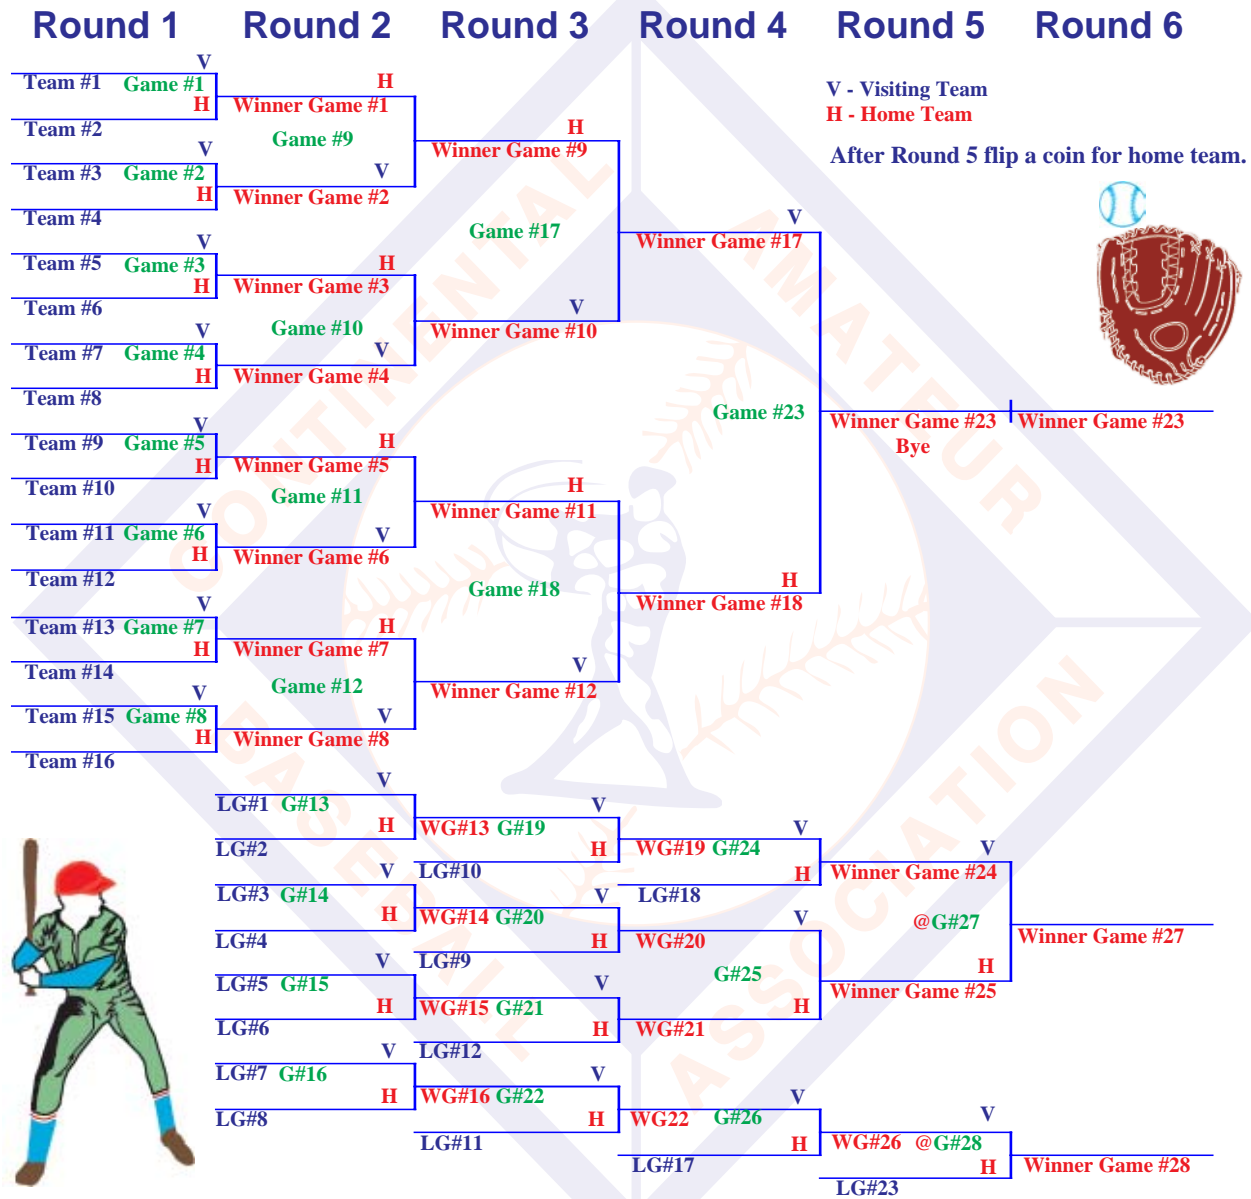 Round 1 Round 2 Round 3 Round 4 Round 5 Round 6
V - Visiting Team
H - Home Team
After Round 5 flip a coin for home team.
V
Team #1 Game #1
H
Team #2
V
Team #3 Game #2
H
Team #4
V
Team #5 Game #3
H
Team #6
V
Team #7 Game #4
H
Team #8
V
Team #9 Game #5
H
Team #10
V
Team #11 Game #6
H
Team #12
V
Team #13 Game #7
H
Team #14
V
Team #15 Game #8
H
Team #16
H
Winner Game #1
Game #9
V
Winner Game #2
H
Winner Game #3
Game #10
V
Winner Game #4
H
Winner Game #5
Game #11
V
Winner Game #6
H
Winner Game #7
Game #12
V
Winner Game #8
H
Winner Game #9
Game #17
V
Winner Game #10
H
Winner Game #11
Game #18
V
Winner Game #12
V
Winner Game #17
Game #23
H
Winner Game #18
Winner Game #23
Bye
Winner Game #23
V
LG#1 G#13
H
LG#2
V
LG#3 G#14
H
LG#4
V
LG#5 G#15
H
LG#6
V
LG#7 G#16
H
LG#8
V
WG#13 G#19
H
LG#10
V
WG#14 G#20
H
LG#9
V
WG#15 G#21
H
LG#12
V
WG#16 G#22
H
LG#11
V
WG#19 G#24
H
LG#18
V
WG#20
G#25
H
WG#21
V
WG22 G#26
H
LG#17
V
Winner Game #24
@G#27
H
Winner Game #25
V
WG#26 @G#28
H
LG#23
Winner Game #27
Winner Game #28
CONTINENTAL
AMATEUR
BASEBALL
ASSOCIATION